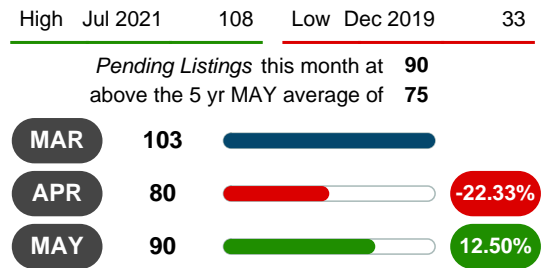 High Jul 2021 108 Low Dec 2019 33
Pending Listings this month at 90
above the 5 yr MAY average of 75
MAR 103
APR 80 -22.33%
MAY 90 12.50%